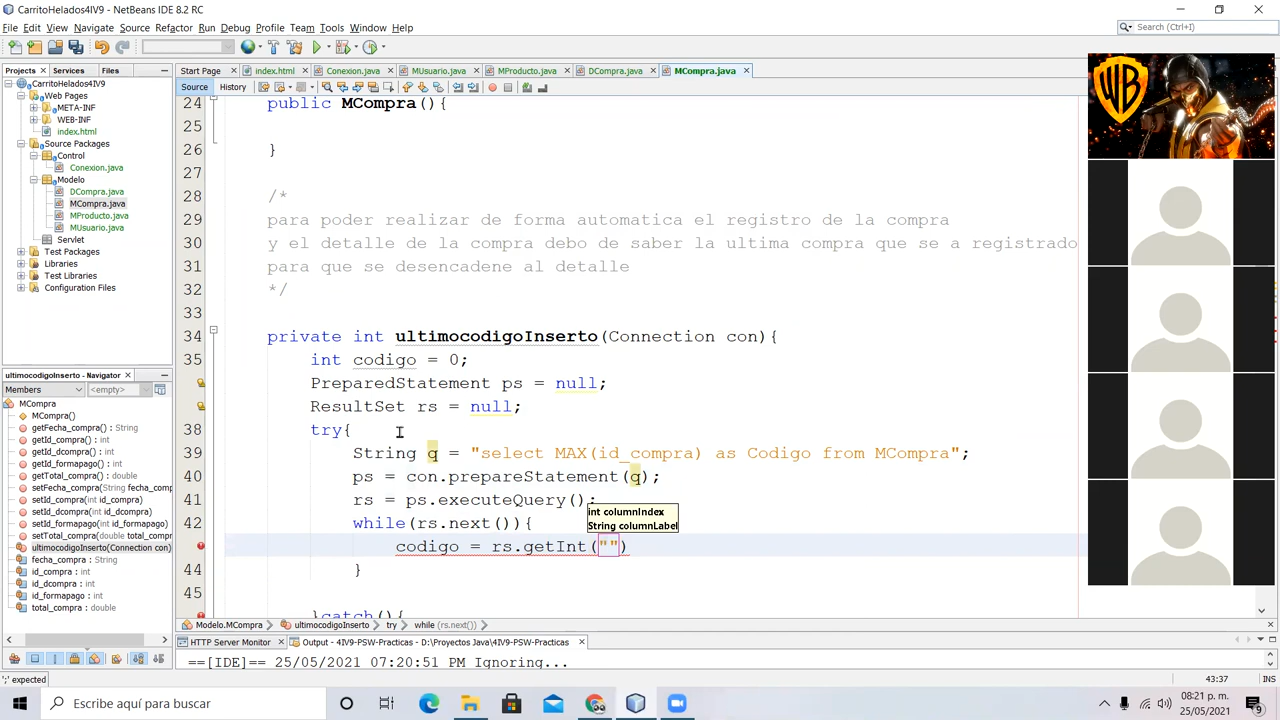 CarritoHelados4IV9 - NetBeans IDE 8.2 RC
File Edit View Navigate Source Refactor Run Debug Profile Team Tools Window Help
Search (Ctrl+I)
Projects Services Files
Start Page index.html Conexion.java MUsuario.java MProducto.java DCompra.java MCompra.java
Source History
CarritoHelados4IV9
Web Pages
META-INF
WEB-INF
index.html
Source Packages
Control
Conexion.java
Modelo
DCompra.java
MCompra.java
MProducto.java
MUsuario.java
Servlet
Test Packages
Libraries
Test Libraries
Configuration Files
24 public MCompra(){
25
26 }
27
28 /*
29 para poder realizar de forma automatica el registro de la compra
30 y el detalle de la compra debo de saber la ultima compra que se a registrado
31 para que se desencadene al detalle
32 */
33
34 private int ultimocodigoInserto(Connection con){
35 int codigo = 0;
PreparedStatement ps = null;
ResultSet rs = null;
38 try{
39 String q = "select MAX(id_compra) as Codigo from MCompra";
40 ps = con.prepareStatement(q);
41 rs = ps.executeQuery();
int columnIndex
String columnLabel
42 while(rs.next()){
codigo = rs.getInt("")
44 }
45
}catch(){
ultimocodigoInserto - Navigator
Members <empty>
MCompra
MCompra()
getFecha_compra() : String
getId_compra() : int
getId_dcompra() : int
getId_formapago() : int
getTotal_compra() : double
setFecha_compra(String fecha_compra)
setId_compra(int id_compra)
setId_dcompra(int id_dcompra)
setId_formapago(int id_formapago)
setTotal_compra(double total_compra)
ultimocodigoInserto(Connection con)
fecha_compra : String
id_compra : int
id_dcompra : int
id_formapago : int
total_compra : double
Modelo.MCompra ultimocodigoInserto try while (rs.next())
HTTP Server Monitor Output - 4IV9-PSW-Practicas - D:\Proyectos Java\4IV9-PSW-Practicas
==[IDE]== 25/05/2021 07:20:51 PM Ignoring...
';' expected
43:37 INS
Escribe aquí para buscar
08:21 p. m.
25/05/2021
9
WB